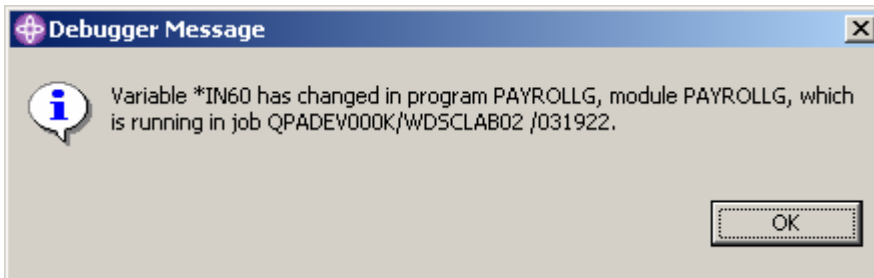 Debugger Message
Variable *IN60 has changed in program PAYROLLG, module PAYROLLG, which
is running in job QPADEV000K/WDSCLAB02 /031922.
OK